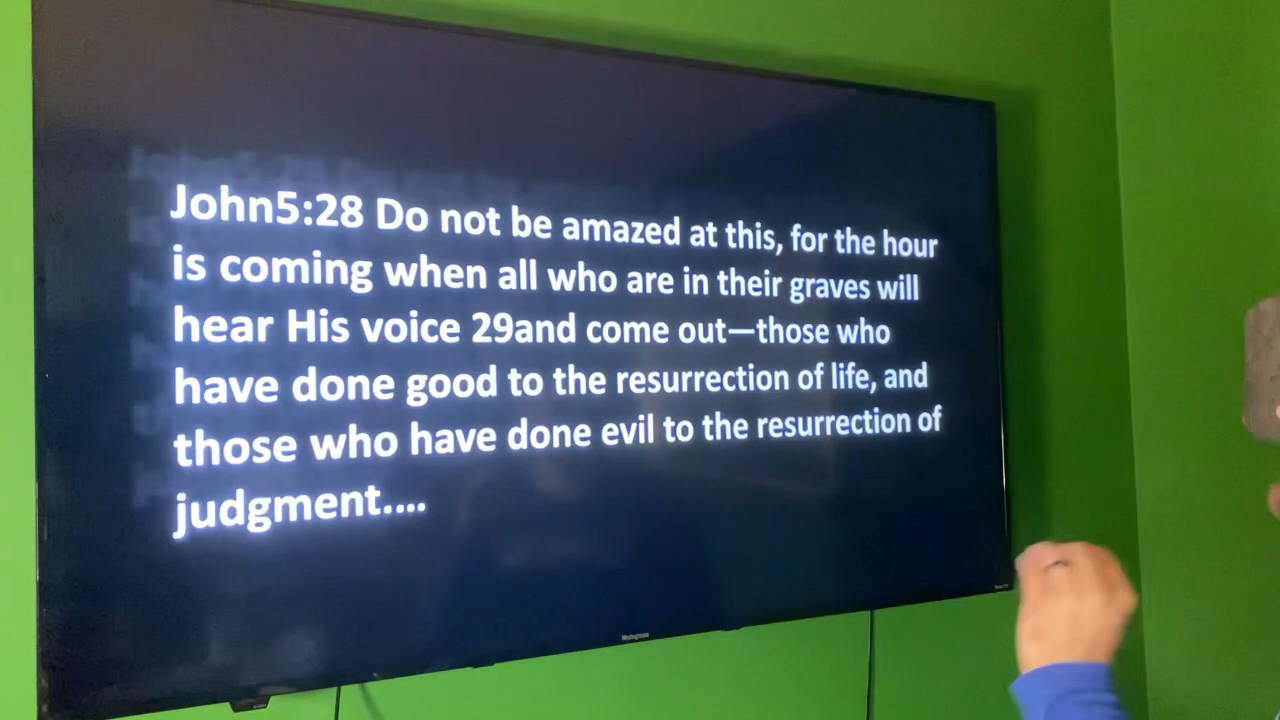 John5:28 Do not be amazed at this, for the hour
is coming when all who are in their graves will
hear His voice 29and come out—those who
have done good to the resurrection of life, and
those who have done evil to the resurrection of
judgment....
Westinghouse